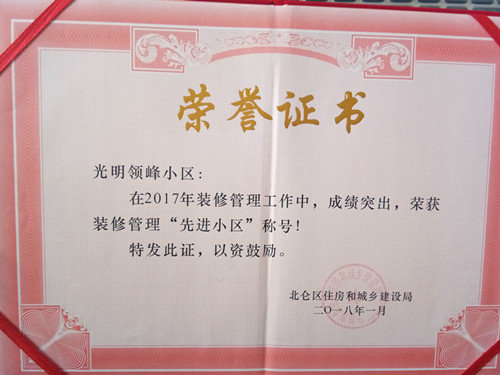 荣誉证书
光明领峰小区：
在2017年装修管理工作中，成绩突出，荣获
装修管理“先进小区”称号！
特发此证，以资鼓励。
北仑区住房和城乡建设局
二〇一八年一月